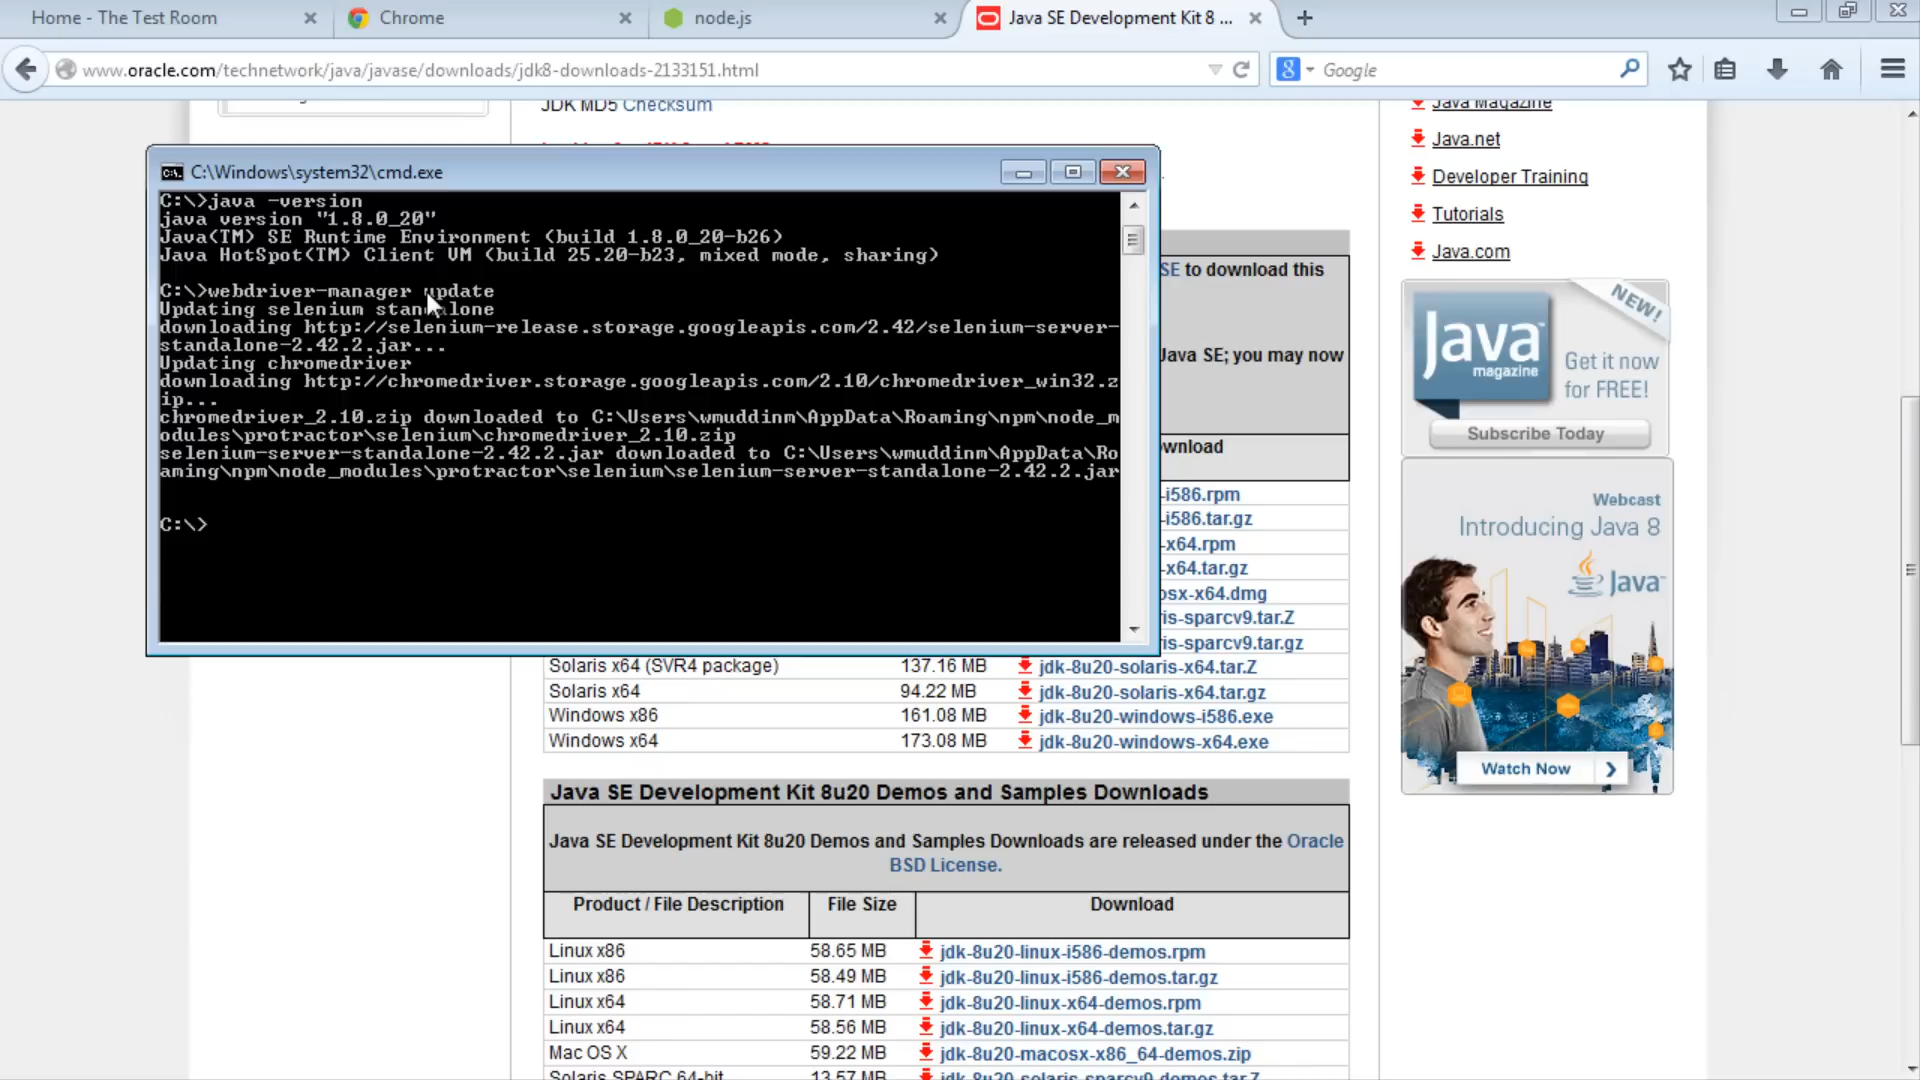 Home - The Test Room
Chrome
node.js
Java SE Development Kit 8 ...
www.oracle.com/technetwork/java/javase/downloads/jdk8-downloads-2133151.html
Google
JDK MD5 Checksum
Java Magazine
Java.net
Developer Training
Tutorials
Java.com
C:\Windows\system32\cmd.exe
C:\>java -version
java version "1.8.0_20"
Java(TM) SE Runtime Environment (build 1.8.0_20-b26)
Java HotSpot(TM) Client VM (build 25.20-b23, mixed mode, sharing)
C:\>webdriver-manager update
Updating selenium standalone
downloading http://selenium-release.storage.googleapis.com/2.42/selenium-server-
standalone-2.42.2.jar...
Updating chromedriver
downloading http://chromedriver.storage.googleapis.com/2.10/chromedriver_win32.z
ip...
chromedriver_2.10.zip downloaded to C:\Users\wmuddinm\AppData\Roaming\npm\node_m
odules\protractor\selenium\chromedriver_2.10.zip
selenium-server-standalone-2.42.2.jar downloaded to C:\Users\wmuddinm\AppData\Ro
aming\npm\node_modules\protractor\selenium\selenium-server-standalone-2.42.2.jar
C:\>
SE to download this
Java SE; you may now
wnload
-i586.rpm
-i586.tar.gz
-x64.rpm
-x64.tar.gz
osx-x64.dmg
ris-sparcv9.tar.Z
ris-sparcv9.tar.gz
Solaris x64 (SVR4 package) 137.16 MB jdk-8u20-solaris-x64.tar.Z
Solaris x64 94.22 MB jdk-8u20-solaris-x64.tar.gz
Windows x86 161.08 MB jdk-8u20-windows-i586.exe
Windows x64 173.08 MB jdk-8u20-windows-x64.exe
Java SE Development Kit 8u20 Demos and Samples Downloads
Java SE Development Kit 8u20 Demos and Samples Downloads are released under the Oracle
BSD License.
Product / File Description File Size Download
Linux x86 58.65 MB jdk-8u20-linux-i586-demos.rpm
Linux x86 58.49 MB jdk-8u20-linux-i586-demos.tar.gz
Linux x64 58.71 MB jdk-8u20-linux-x64-demos.rpm
Linux x64 58.56 MB jdk-8u20-linux-x64-demos.tar.gz
Mac OS X 59.22 MB jdk-8u20-macosx-x86_64-demos.zip
Solaris SPARC 64-bit 13.57 MB jdk-8u20-solaris-sparcv9-demos.tar.Z
NEW!
Java
magazine
Get it now
for FREE!
Subscribe Today
Webcast
Introducing Java 8
Java
Watch Now